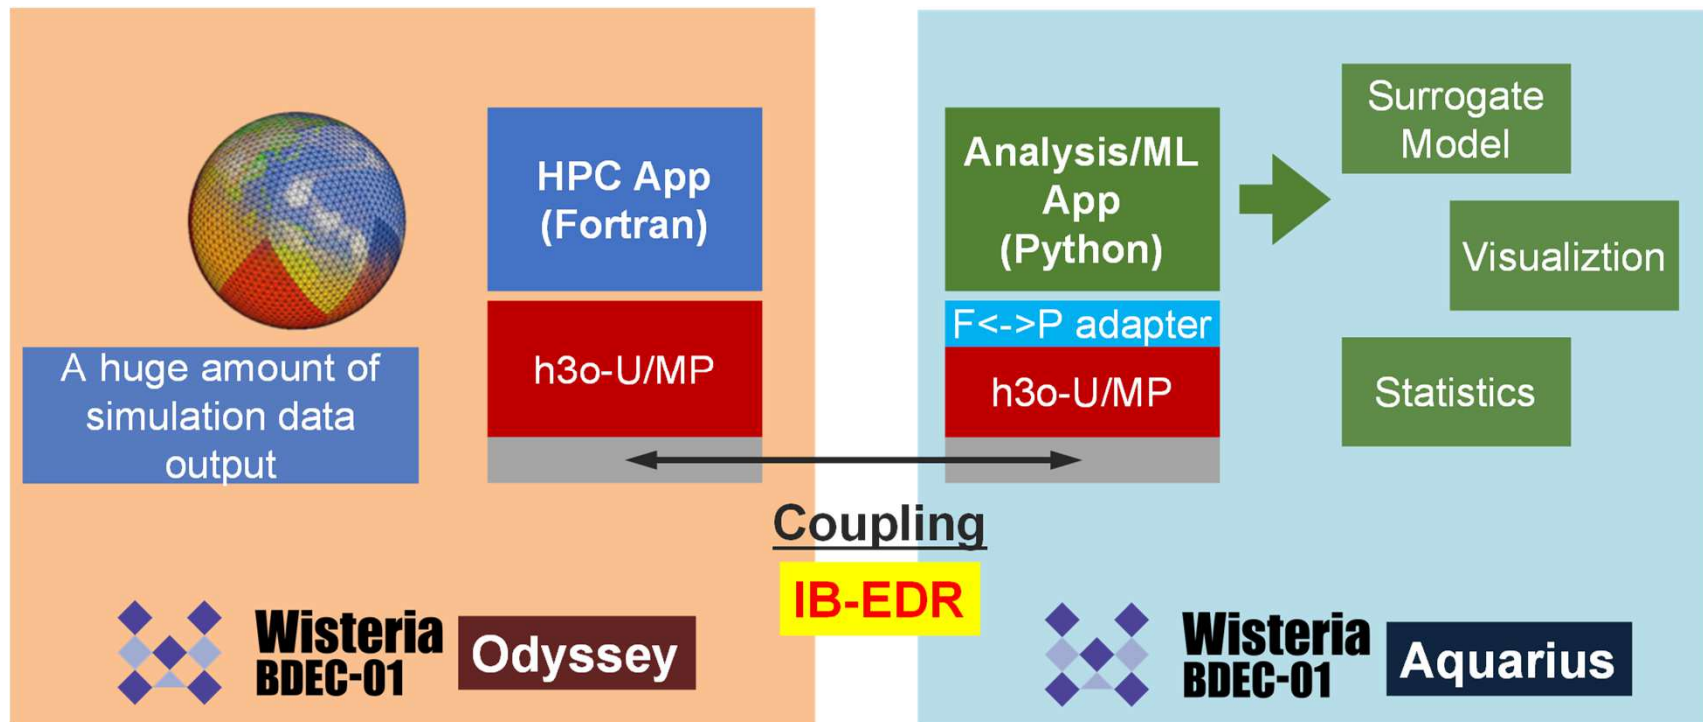 HPC App
(Fortran)
h3o-U/MP
A huge amount of
simulation data
output
Analysis/ML
App
(Python)
F<->P adapter
h3o-U/MP
Surrogate
Model
Visualiztion
Statistics
Coupling
IB-EDR
Wisteria
BDEC-01
Odyssey
Wisteria
BDEC-01
Aquarius